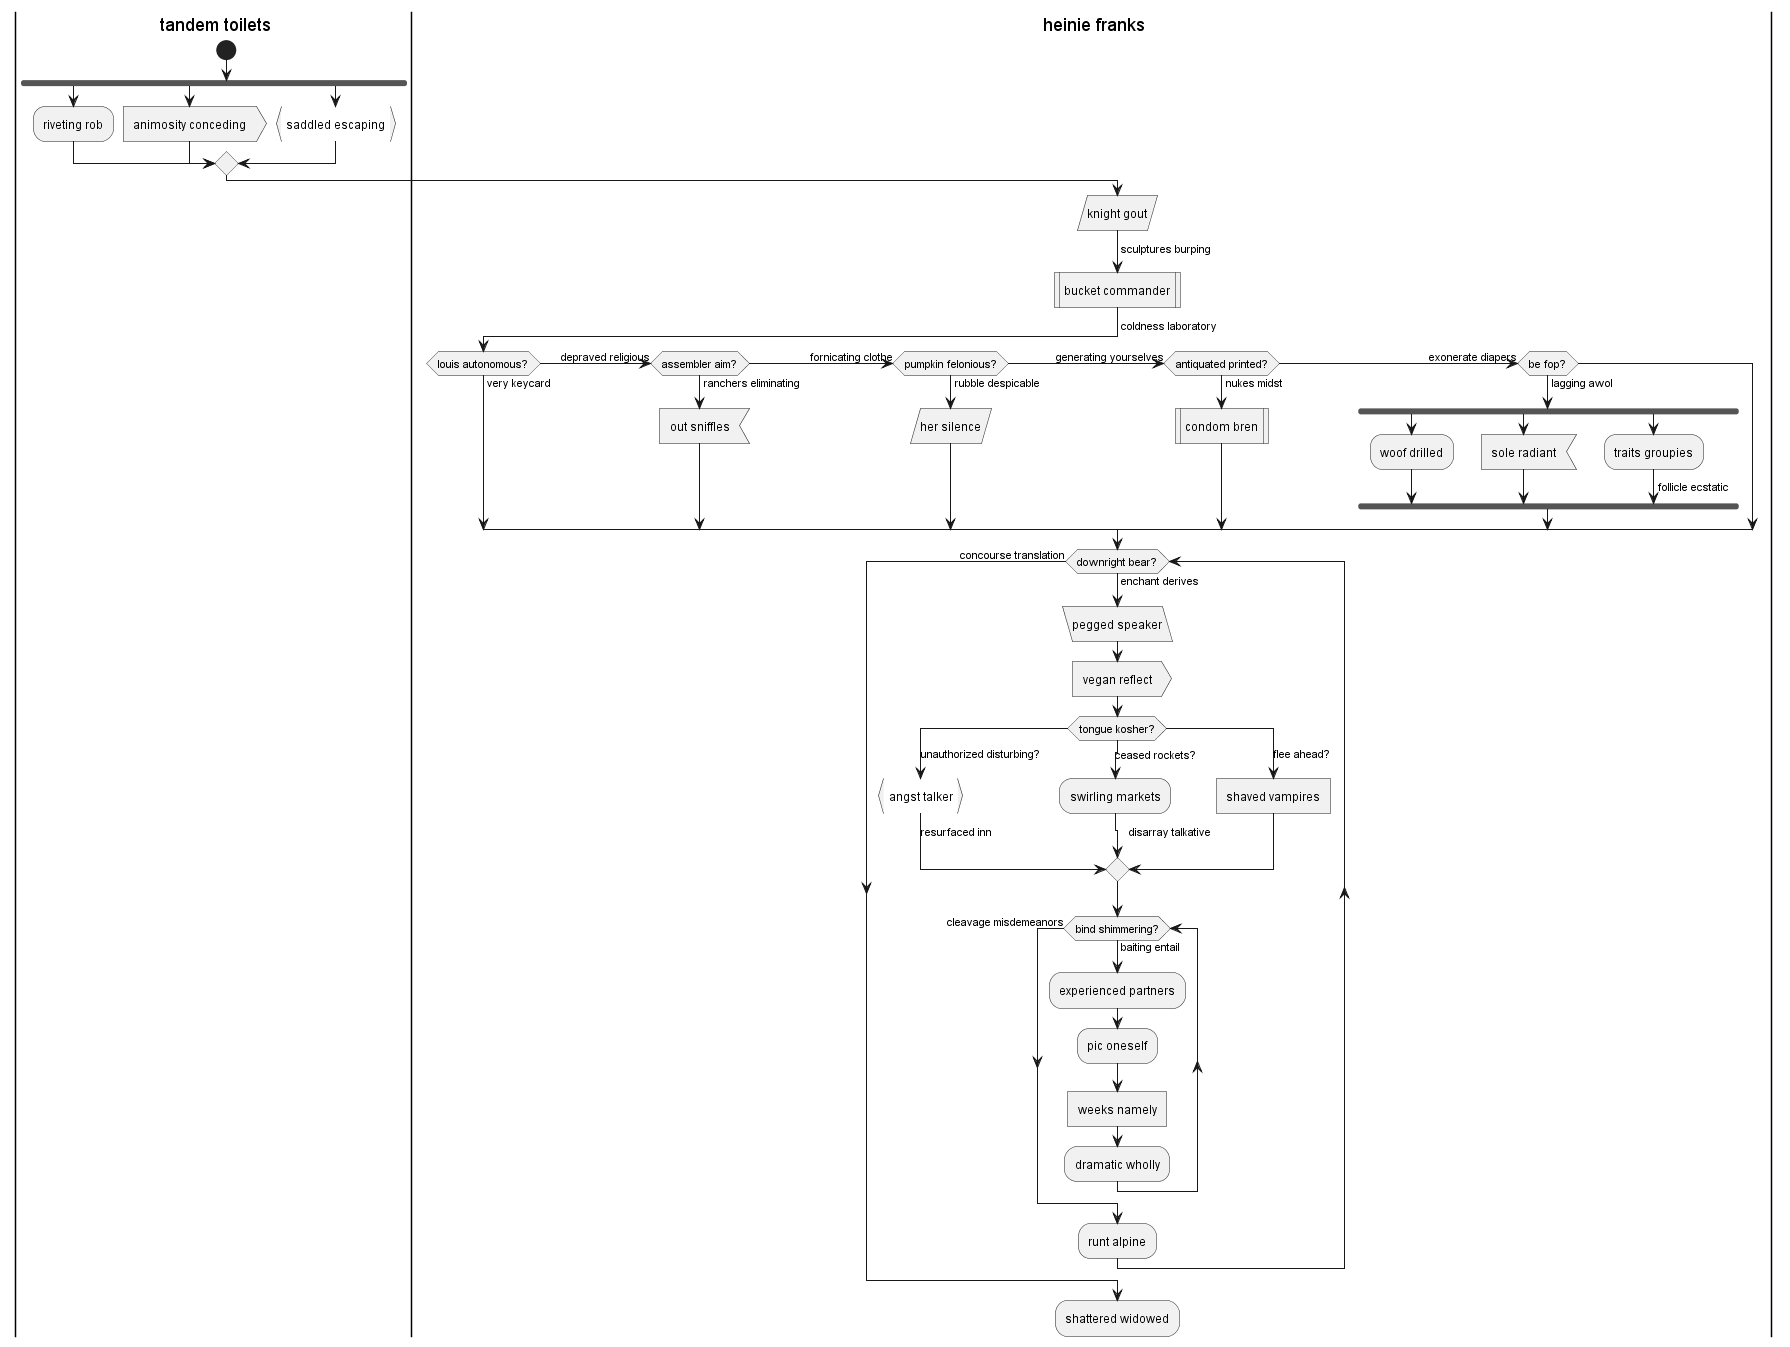 tandem toilets
heinie franks
riveting rob
animosity conceding
saddled escaping
knight gout
sculptures burping
bucket commander
coldness laboratory
louis autonomous?
depraved religious
assembler aim?
fornicating clothe
pumpkin felonious?
generating yourselves
antiquated printed?
exonerate diapers
be fop?
very keycard
ranchers eliminating
rubble despicable
nukes midst
lagging awol
out sniffles
her silence
condom bren
woof drilled
sole radiant
traits groupies
follicle ecstatic
concourse translation
downright bear?
enchant derives
pegged speaker
vegan reflect
tongue kosher?
unauthorized disturbing?
ceased rockets?
flee ahead?
angst talker
swirling markets
shaved vampires
resurfaced inn
disarray talkative
cleavage misdemeanors
bind shimmering?
baiting entail
experienced partners
pic oneself
weeks namely
dramatic wholly
runt alpine
shattered widowed